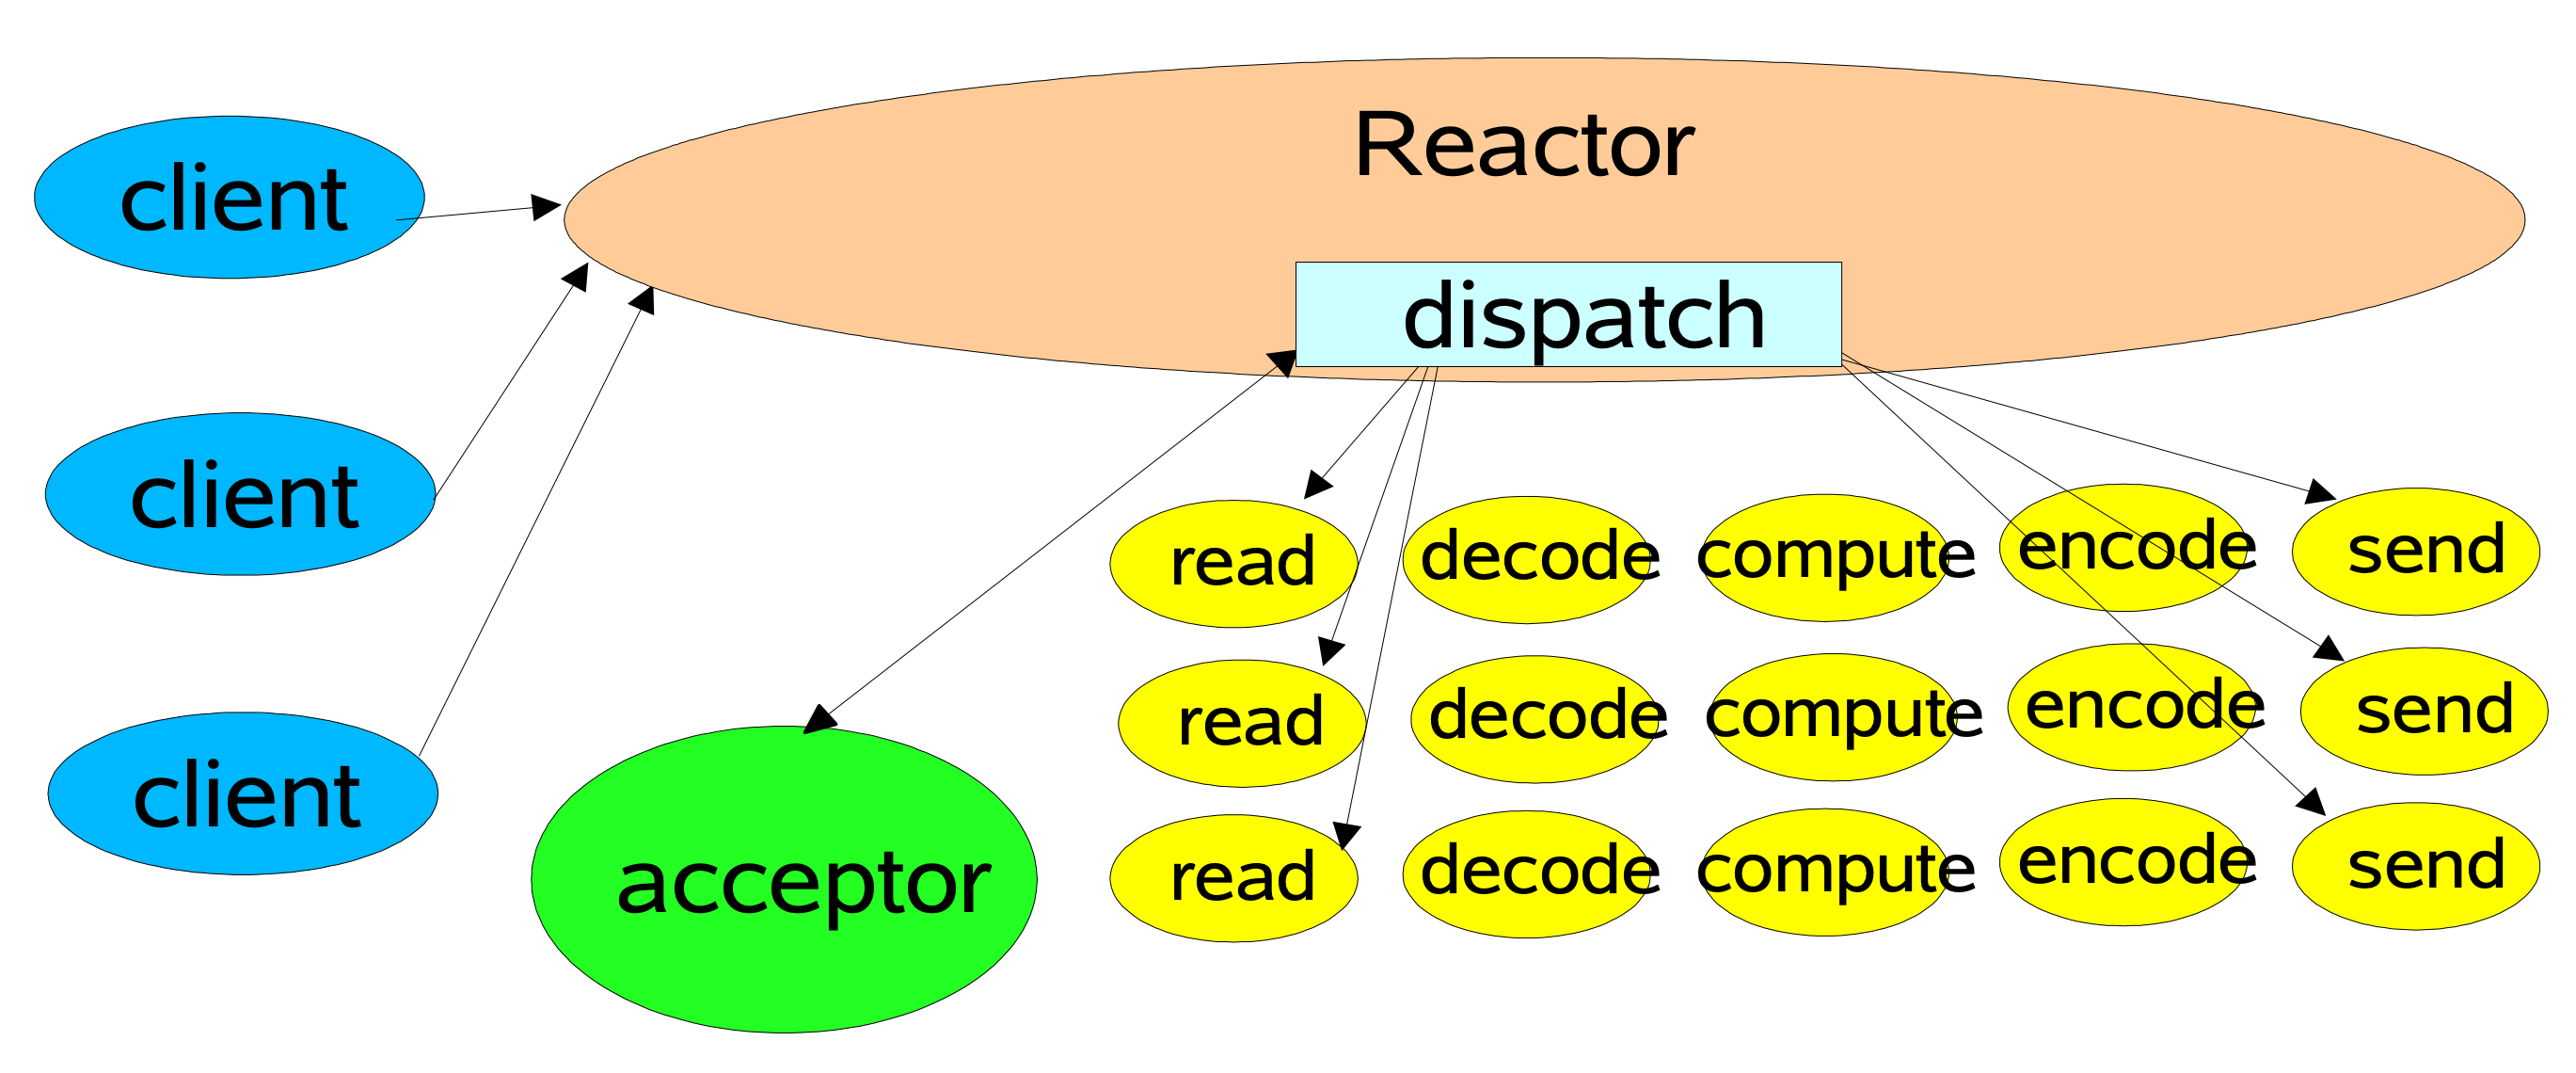 Reactor
client
dispatch
client
read decode compute encode send
client
read decode compute encode send
acceptor
read decode compute encode send